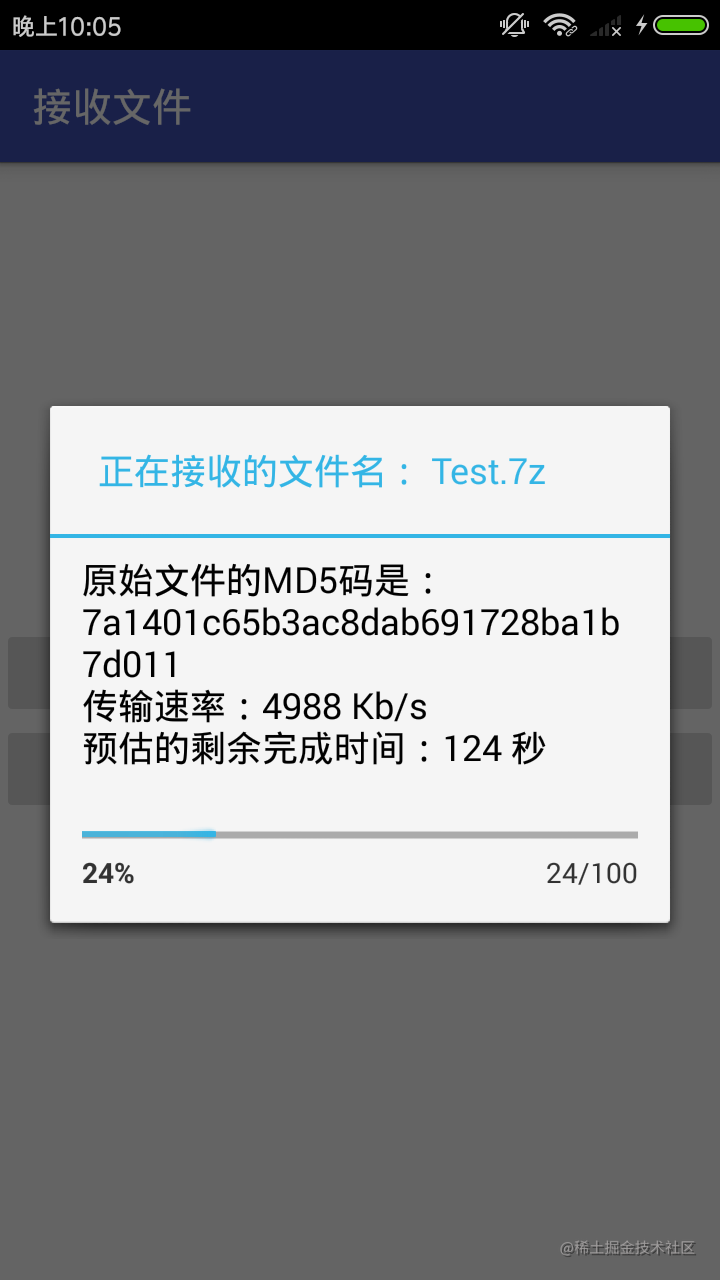 晚上10:05
接收文件
正在接收的文件名： Test.7z
原始文件的MD5码是：
7a1401c65b3ac8dab691728ba1b
7d011
传输速率：4988 Kb/s
预估的剩余完成时间：124 秒
24%
24/100
@稀土掘金技术社区